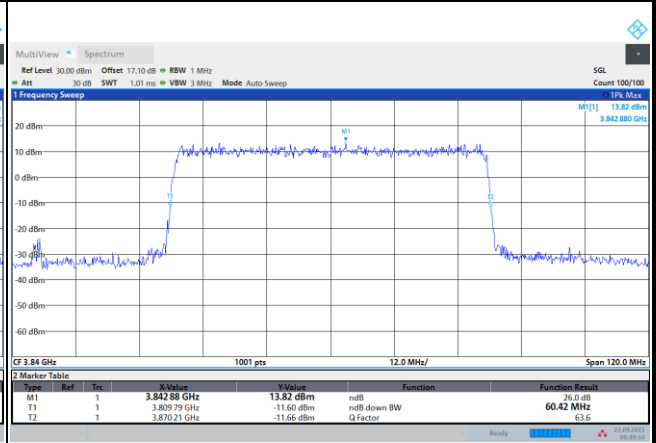 MultiView Spectrum
Ref Level 30.00 dBm Offset 17.10 dB RBW 1 MHz SGL
Att 30 dB SWT 1.01 ms VBW 3 MHz Mode Auto Sweep Count 100/100
1 Frequency Sweep 1Pk Max
M1[1] 13.82 dBm
3.842 880 GHz
20 dBm
M1
10 dBm
0 dBm
T1 T2
-10 dBm
-20 dBm
-30 dBm
-40 dBm
-50 dBm
-60 dBm
CF 3.84 GHz 1001 pts 12.0 MHz/ Span 120.0 MHz
2 Marker Table
Type Ref Trc X-Value Y-Value Function Function Result
M1 1 3.842 88 GHz 13.82 dBm ndB 26.0 dB
T1 1 3.809 79 GHz -11.60 dBm ndB down BW 60.42 MHz
T2 1 3.870 21 GHz -11.66 dBm Q Factor 63.6
Ready 22.09.2022
09:49:50